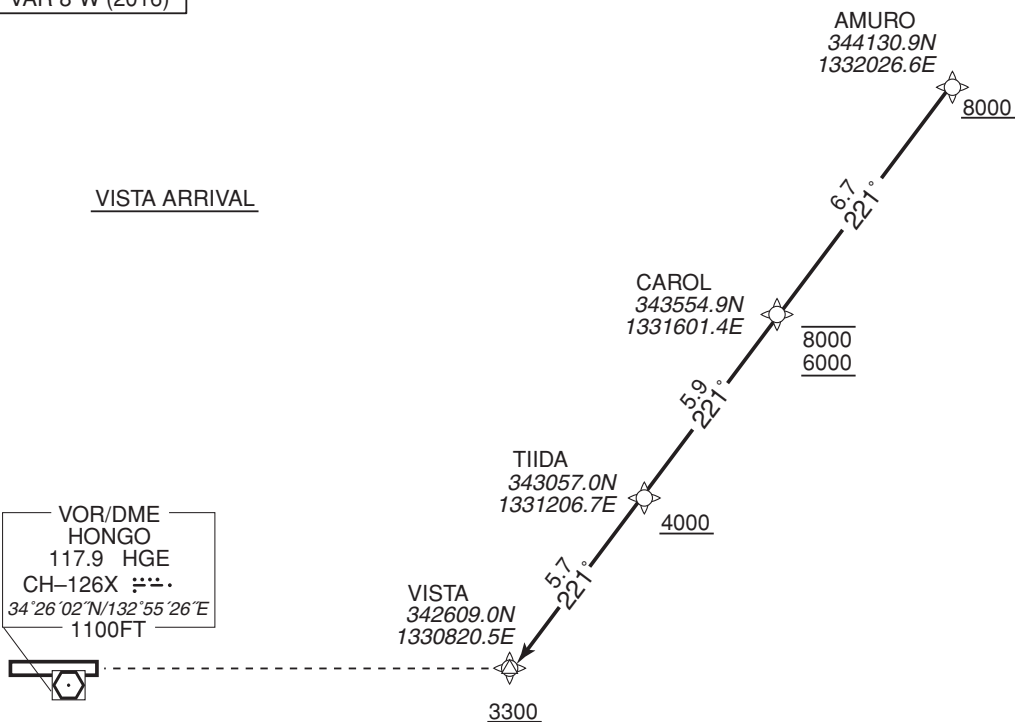 VAR 8°W (2016)
AMURO
344130.9N
1332026.6E
8000
VISTA ARRIVAL
6.7
221°
CAROL
343554.9N
1331601.4E
8000
6000
5.9
221°
TIIDA
343057.0N
1331206.7E
4000
5.7
221°
VOR/DME
HONGO
117.9 HGE
CH–126X
34°26´02˝N/132°55´26˝E
1100FT
VISTA
342609.0N
1330820.5E
3300